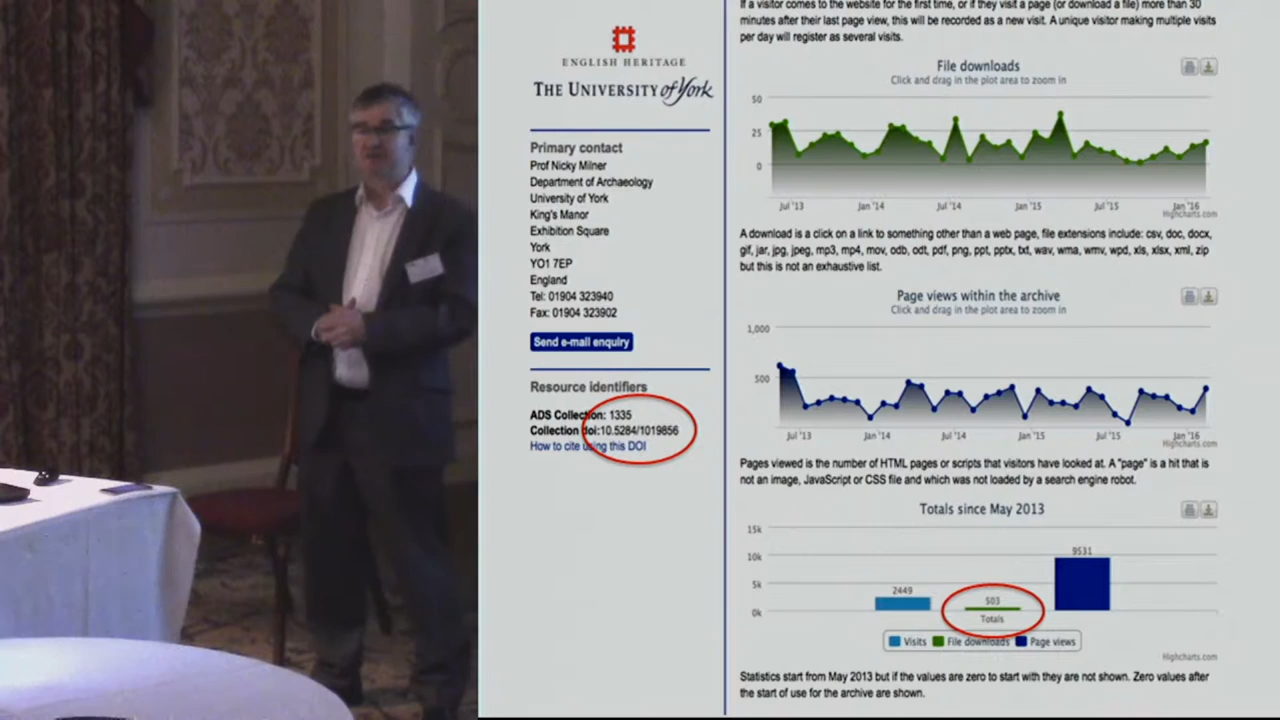 ENGLISH HERITAGE
THE UNIVERSITY of York
Primary contact
Prof Nicky Milner
Department of Archaeology
University of York
King's Manor
Exhibition Square
York
YO1 7EP
England
Tel: 01904 323940
Fax: 01904 323902
Send e-mail enquiry
Resource identifiers
ADS Collection: 1335
Collection doi:10.5284/1019856
How to cite using this DOI
If a visitor comes to the website for the first time, or if they visit a page (or download a file) more than 30
minutes after their last page view, this will be recorded as a new visit. A unique visitor making multiple visits
per day will register as several visits.
File downloads
Click and drag in the plot area to zoom in
50
25
0
Jul '13 Jan '14 Jul '14 Jan '15 Jul '15 Jan '16
Highcharts.com
A download is a click on a link to something other than a web page, file extensions include: csv, doc, docx,
gif, jar, jpg, jpeg, mp3, mp4, mov, odb, odt, pdf, png, ppt, pptx, txt, wav, wma, wmv, wpd, xls, xlsx, xml, zip
but this is not an exhaustive list.
Page views within the archive
Click and drag in the plot area to zoom in
1,000
500
Jul '13 Jan '14 Jul '14 Jan '15 Jul '15 Jan '16
Highcharts.com
Pages viewed is the number of HTML pages or scripts that visitors have looked at. A "page" is a hit that is
not an image, JavaScript or CSS file and which was not loaded by a search engine robot.
Totals since May 2013
15k
10k
5k
0k
2449
503
9531
Totals
Visits File downloads Page views
Highcharts.com
Statistics start from May 2013 but if the values are zero to start with they are not shown. Zero values after
the start of use for the archive are shown.